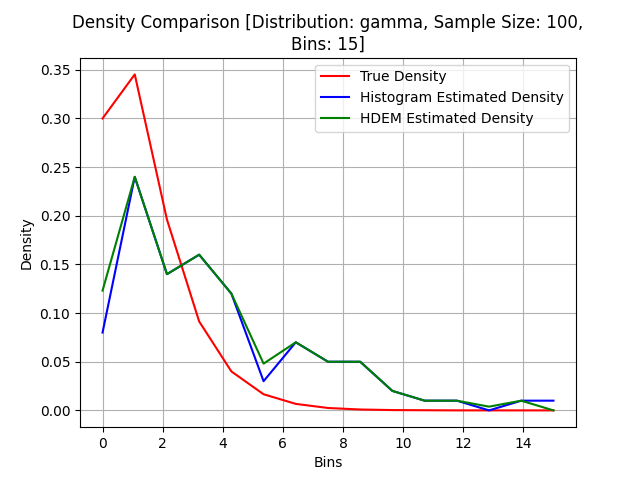 Density Comparison [Distribution: gamma, Sample Size: 100,
Bins: 15]
True Density
Histogram Estimated Density
HDEM Estimated Density
Density
0.35
0.30
0.25
0.20
0.15
0.10
0.05
0.00
0 2 4 6 8 10 12 14
Bins